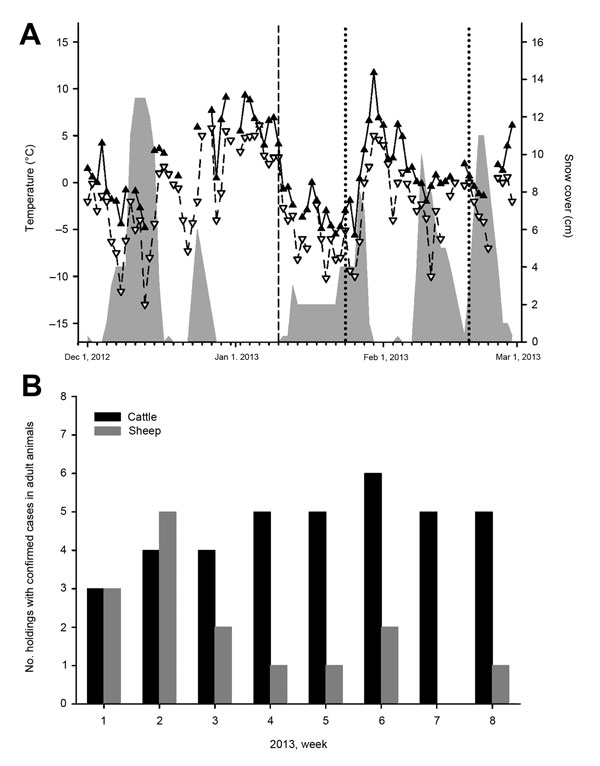 A
15
10
5
0
−5
−10
−15
Temperature (°C)
16
14
12
10
8
6
4
2
0
Snow cover (cm)
Dec 1, 2012
Jan 1. 2013
Feb 1, 2013
Mar 1, 2013
B
8
7
6
5
4
3
2
1
0
No. holdings with confirmed cases in adult animals
Cattle
Sheep
1 2 3 4 5 6 7 8
2013, week